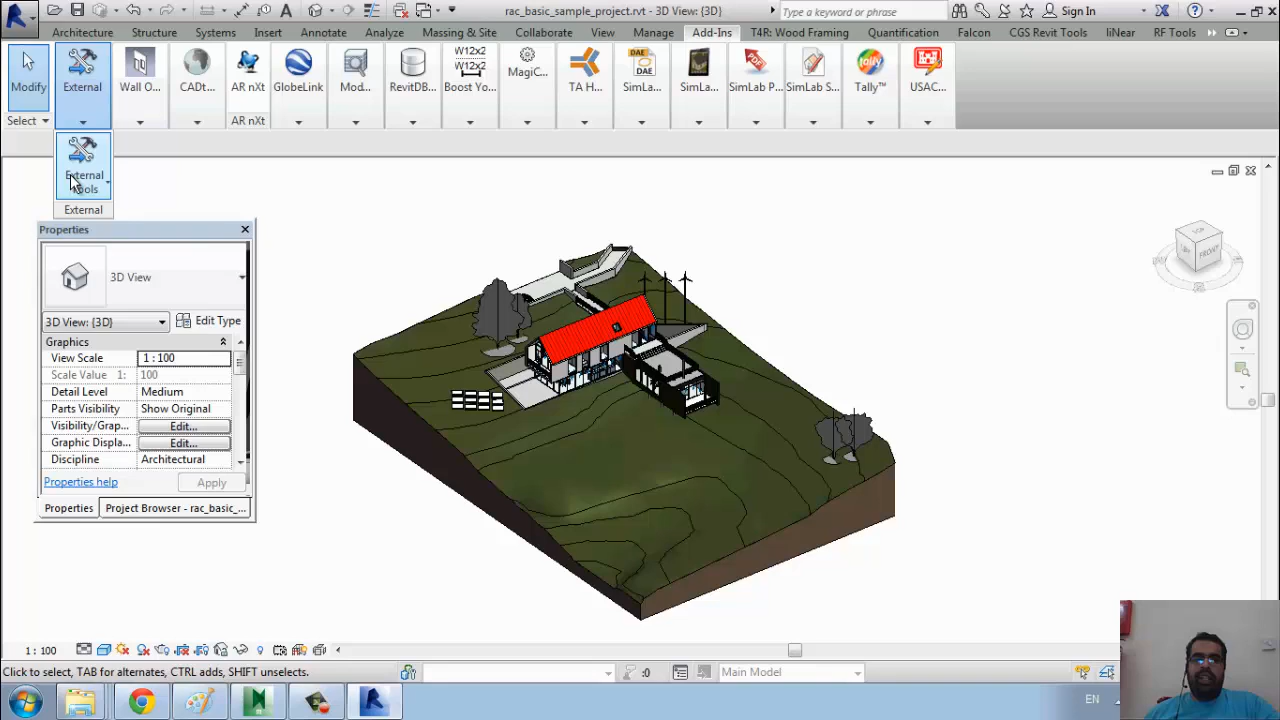 rac_basic_sample_project.rvt - 3D View: {3D}
Type a keyword or phrase
Sign In
Architecture Structure Systems Insert Annotate Analyze Massing & Site Collaborate View Manage Add-Ins T4R: Wood Framing Quantification Falcon CGS Revit Tools liNear RF Tools
W12x2
W12x2
DAE
PDF
tally
Modify External Wall O... CADt... AR nXt GlobeLink Mod... RevitDB... Boost Yo... MagiC... TA H... SimLa... SimLa... SimLab P... SimLab S... Tally™ USAC...
Select AR nXt
External
Tools
External
Properties
3D View
3D View: {3D} Edit Type
Graphics
View Scale 1 : 100
Scale Value 1: 100
Detail Level Medium
Parts Visibility Show Original
Visibility/Grap... Edit...
Graphic Displa... Edit...
Discipline Architectural
Properties help Apply
Properties Project Browser - rac_basic_...
FRONT
1 : 100
Click to select, TAB for alternates, CTRL adds, SHIFT unselects.
:0
Main Model
EN